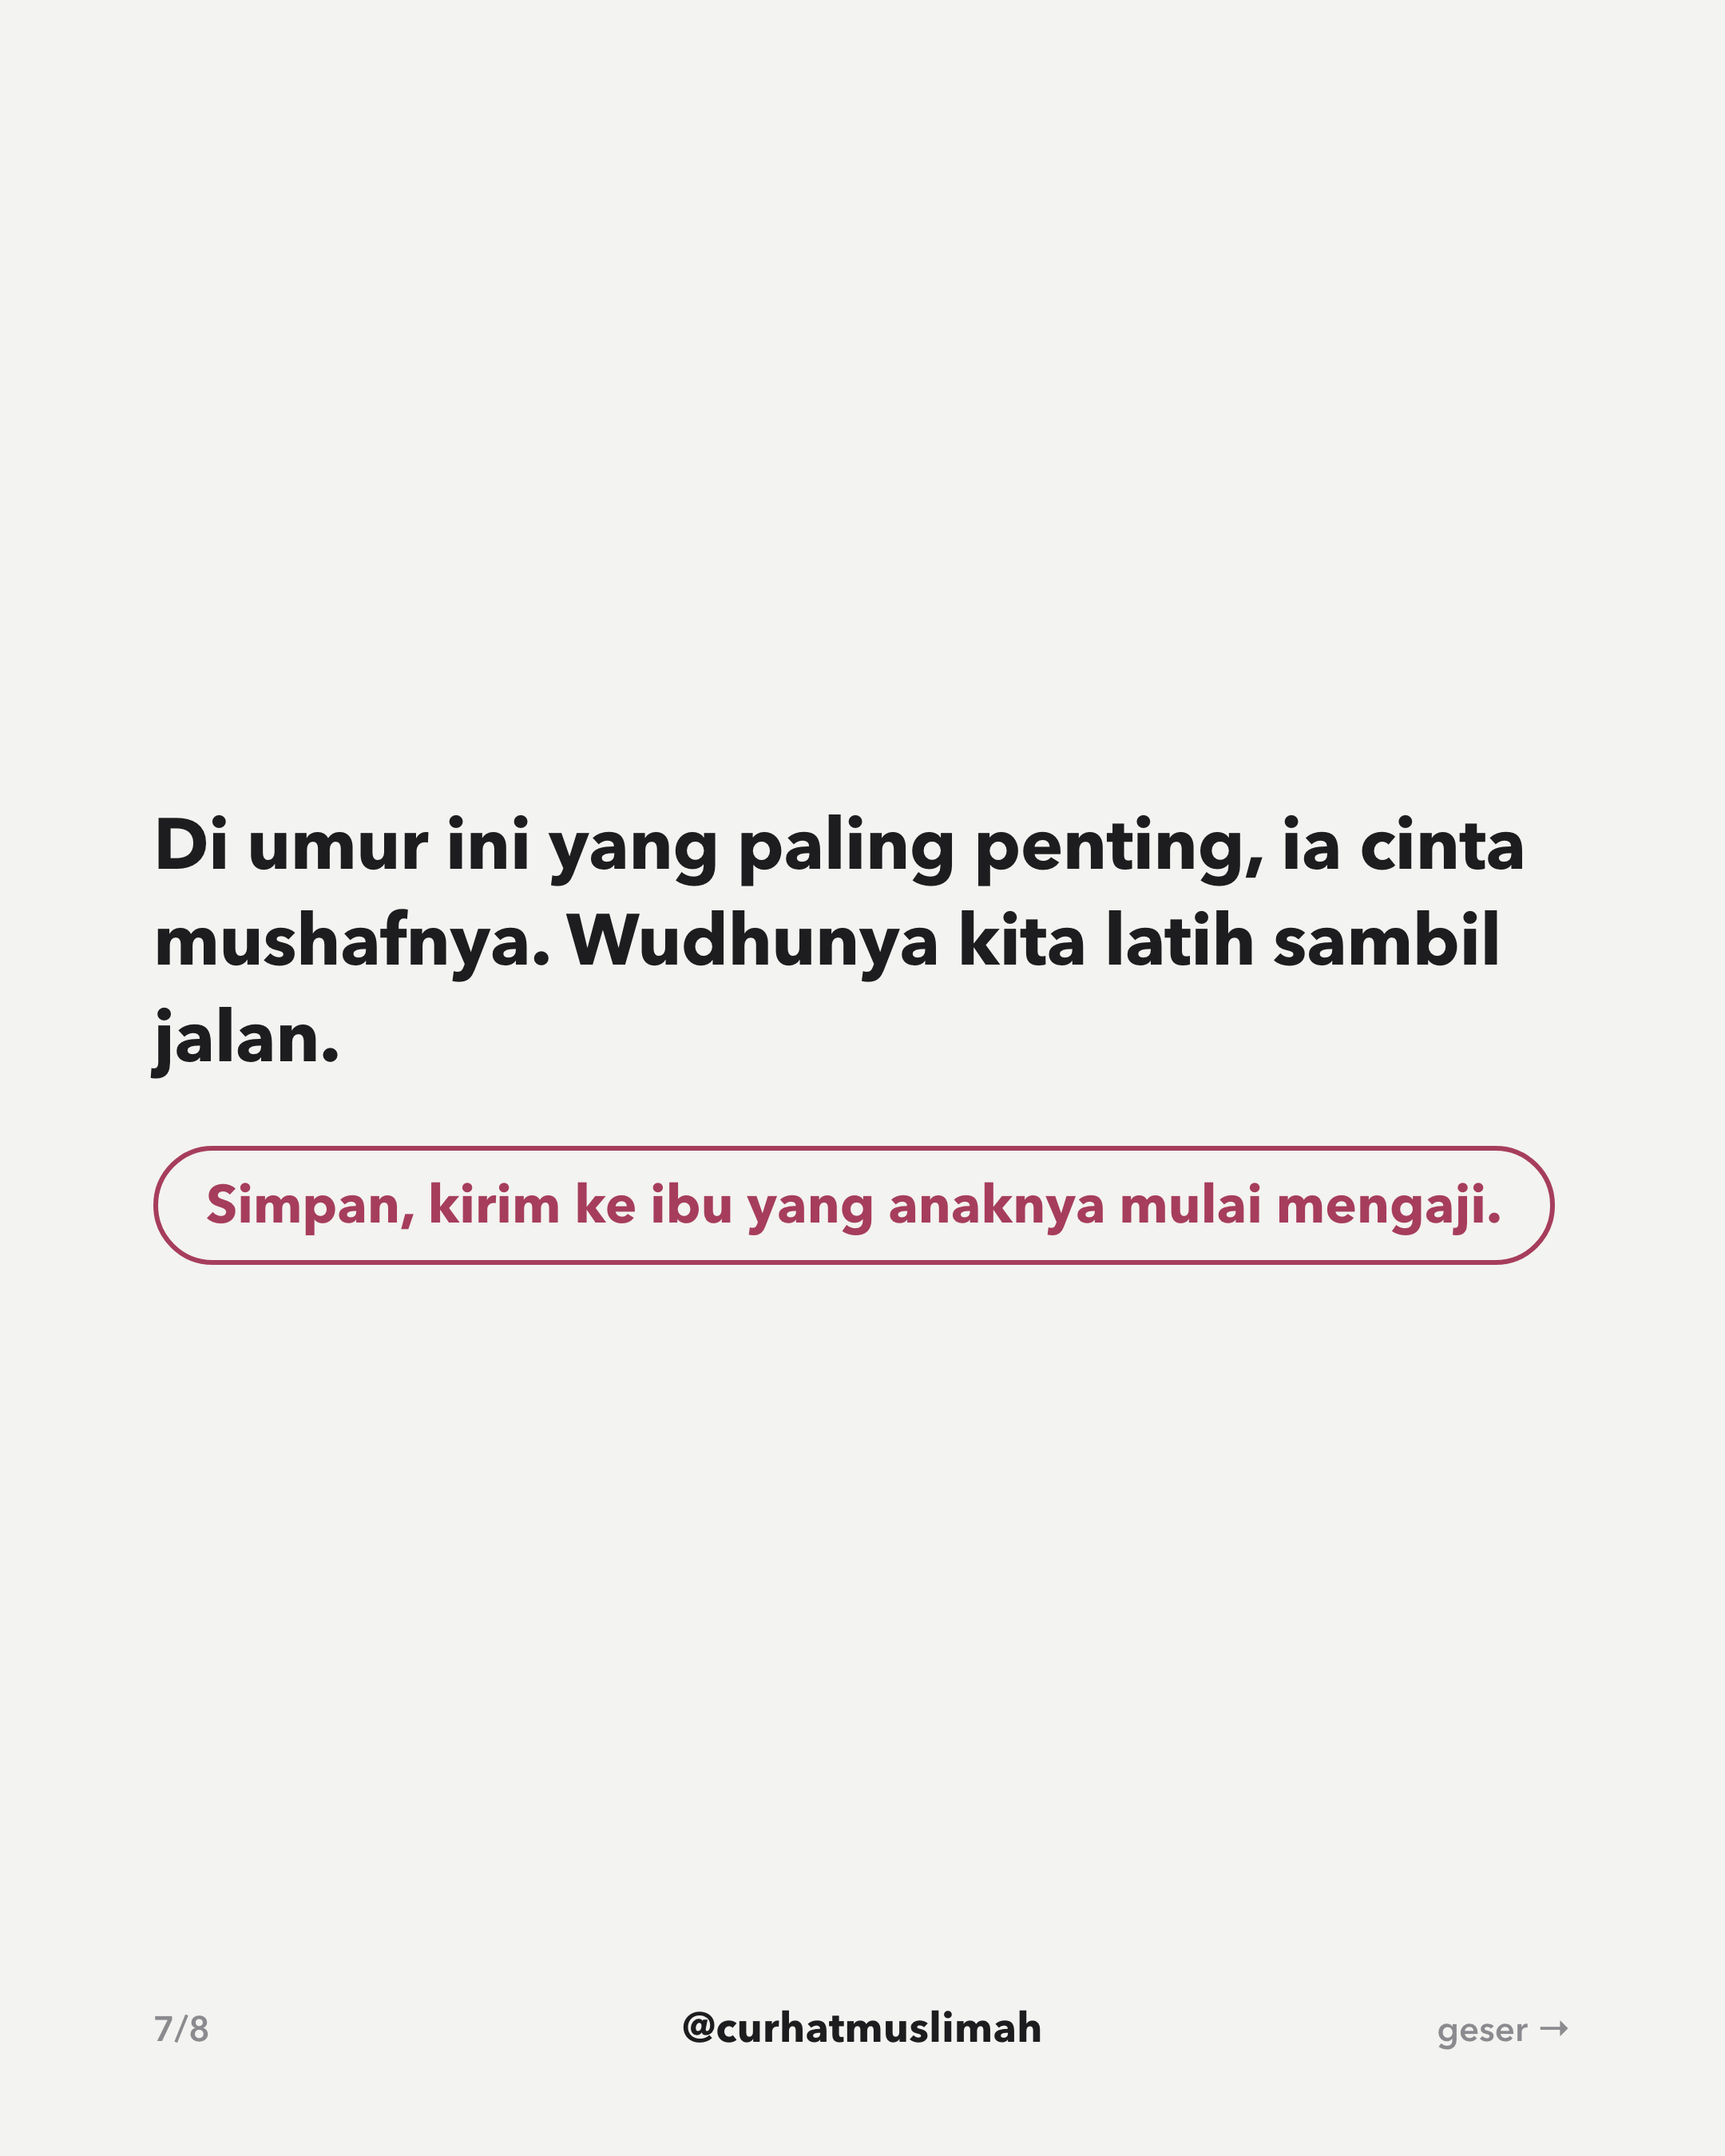 Di umur ini yang paling penting, ia cinta
mushafnya. Wudhunya kita latih sambil
jalan.
Simpan, kirim ke ibu yang anaknya mulai mengaji.
7/8
@curhatmuslimah
geser →